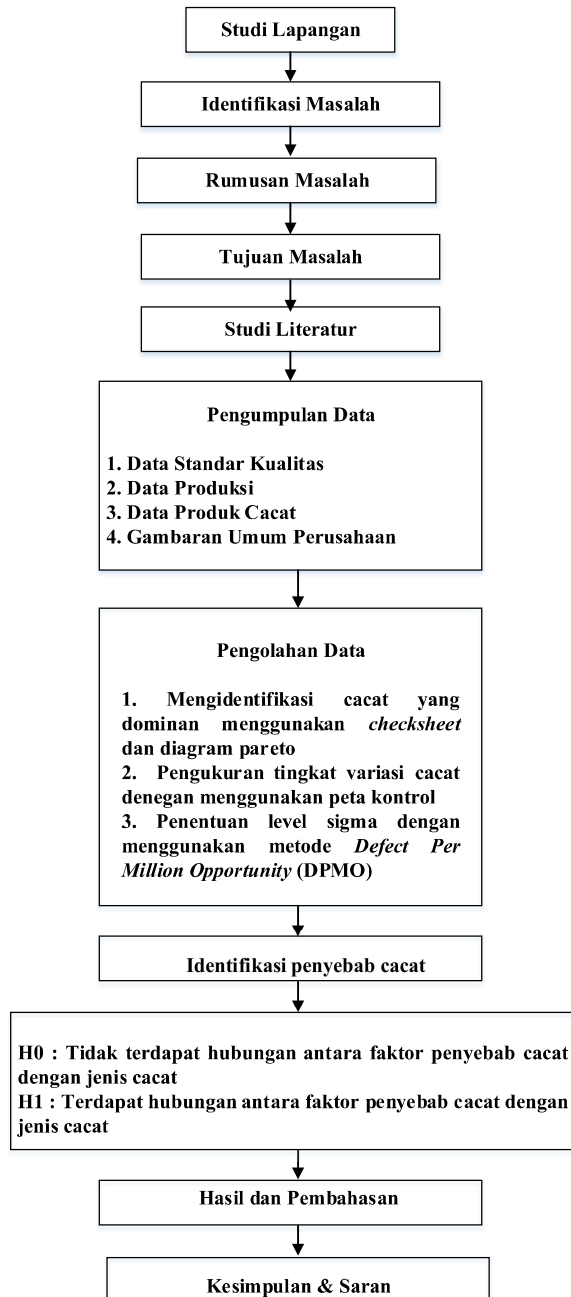 Studi Lapangan
Identifikasi Masalah
Rumusan Masalah
Tujuan Masalah
Studi Literatur
Pengumpulan Data
1. Data Standar Kualitas
2. Data Produksi
3. Data Produk Cacat
4. Gambaran Umum Perusahaan
Pengolahan Data
1. Mengidentifikasi cacat yang
dominan menggunakan checksheet
dan diagram pareto
2. Pengukuran tingkat variasi cacat
denegan menggunakan peta kontrol
3. Penentuan level sigma dengan
menggunakan metode Defect Per
Million Opportunity (DPMO)
Identifikasi penyebab cacat
H0 : Tidak terdapat hubungan antara faktor penyebab cacat
dengan jenis cacat
H1 : Terdapat hubungan antara faktor penyebab cacat dengan
jenis cacat
Hasil dan Pembahasan
Kesimpulan & Saran